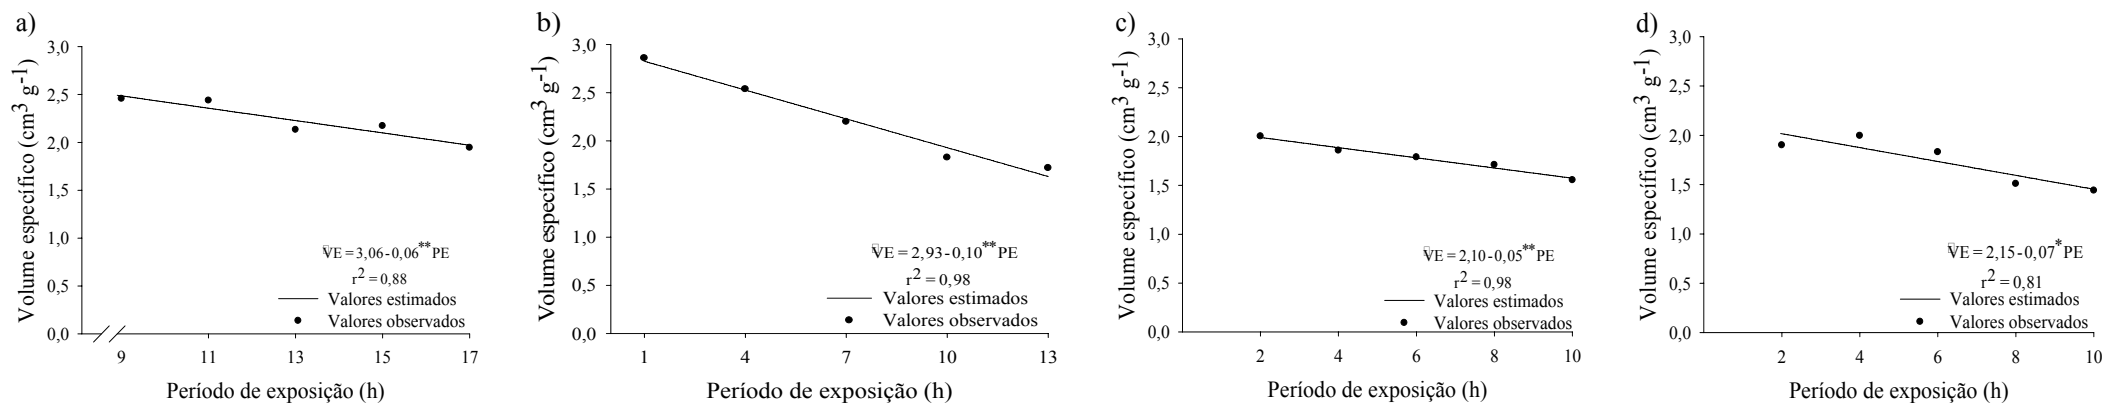 a)
Volume específico (cm³ g⁻¹)
3,0
2,5
2,0
1,5
1,0
0,5
0,0
VE = 3,06 - 0,06**PE
r² = 0,88
Valores estimados
Valores observados
9 11 13 15 17
Período de exposição (h)
b)
Volume específico (cm³ g⁻¹)
3,0
2,5
2,0
1,5
1,0
0,5
0,0
VE = 2,93 - 0,10**PE
r² = 0,98
Valores estimados
Valores observados
1 4 7 10 13
Período de exposição (h)
c)
Volume específico (cm³ g⁻¹)
3,0
2,5
2,0
1,5
1,0
0,5
0,0
VE = 2,10 - 0,05**PE
r² = 0,98
Valores estimados
Valores observados
2 4 6 8 10
Período de exposição (h)
d)
Volume específico (cm³ g⁻¹)
3,0
2,5
2,0
1,5
1,0
0,5
0,0
VE = 2,15 - 0,07*PE
r² = 0,81
Valores estimados
Valores observados
2 4 6 8 10
Período de exposição (h)